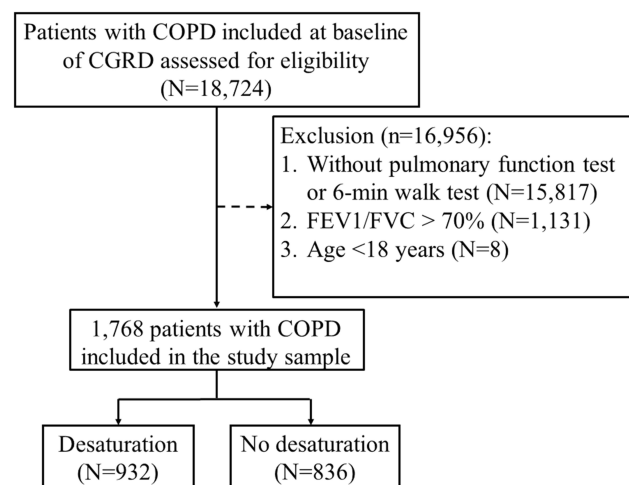 Patients with COPD included at baseline
of CGRD assessed for eligibility
(N=18,724)
Exclusion (n=16,956):
1. Without pulmonary function test
or 6-min walk test (N=15,817)
2. FEV1/FVC > 70% (N=1,131)
3. Age <18 years (N=8)
1,768 patients with COPD
included in the study sample
Desaturation
(N=932)
No desaturation
(N=836)